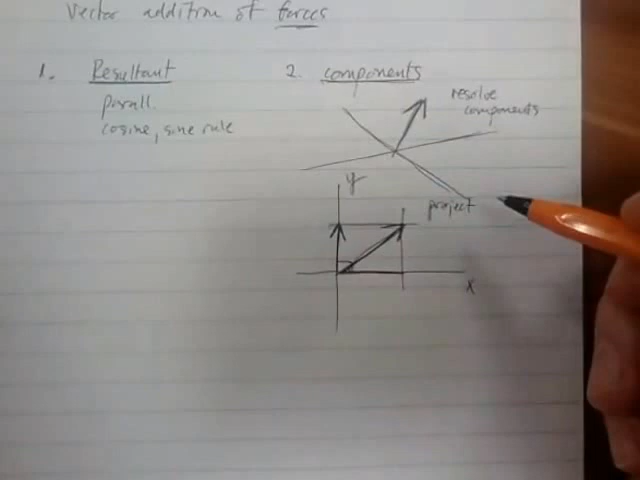 Vector addition of forces
1. Resultant
parall.
cosine, sine rule
2. components
resolve
components
y
project
x